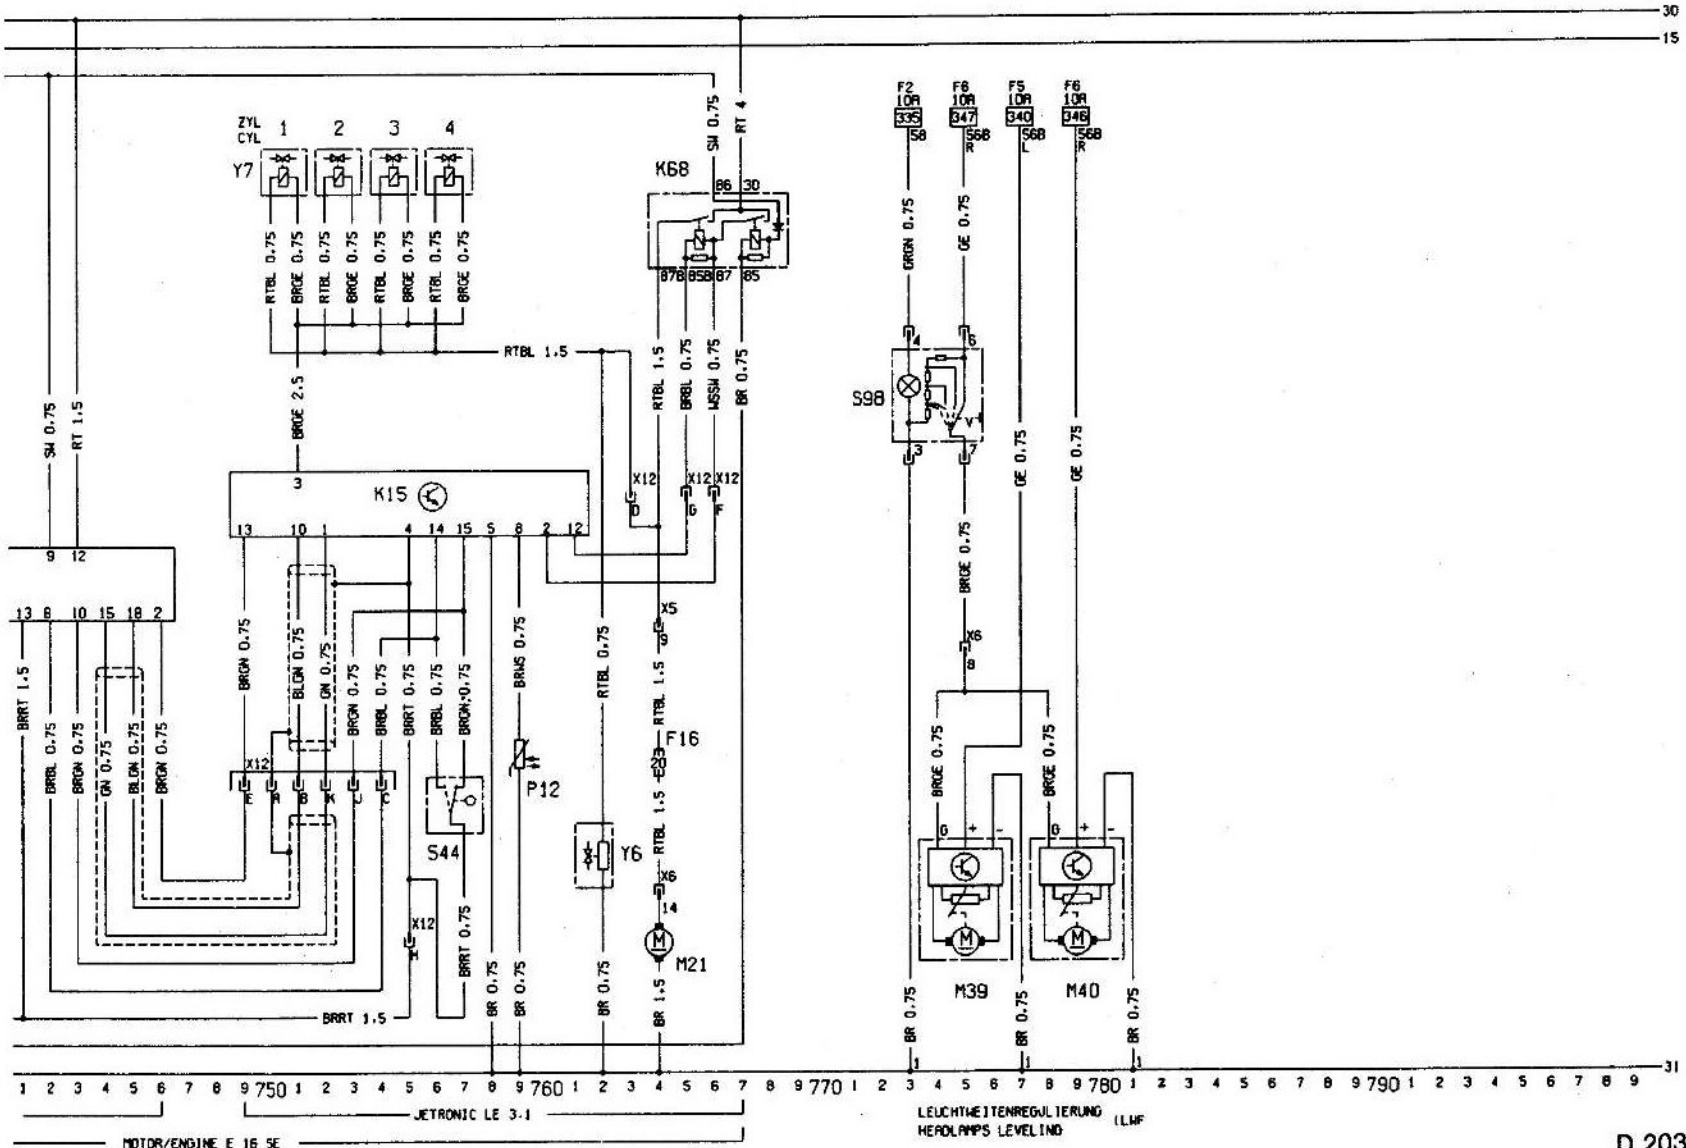 30
15
F2 F6 F5 F6
10A 10A 10A 10A
335 347 340 346
58 56B 56B 56B
R L R
ZYL 1 2 3 4
CYL
Y7
SW 0.75
RT 4
K68
86 30
87B 85B 87 85
RTBL 0.75
BRGE 0.75
RTBL 0.75
BRGE 0.75
RTBL 0.75
BRGE 0.75
RTBL 0.75
BRGE 0.75
GRGN 0.75
GE 0.75
4 6
S98
V
3 7
RTBL 1.5
RTBL 1.5
BRBL 0.75
WSSW 0.75
BR 0.75
SW 0.75
RT 1.5
BRGE 2.5
GE 0.75
GE 0.75
3
K15
X12 X12 X12
D G F
13 10 1 4 14 15 5 8 2 12
9 12
BRGE 0.75
13 8 10 15 18 2
X5
9
X6
8
BRRT 1.5
BRBL 0.75
BRGN 0.75
GN 0.75
BLGN 0.75
BRGN 0.75
BRGN 0.75
BLGN 0.75
GN 0.75
BRGN 0.75
BRBL 0.75
BRRT 0.75
BRBL 0.75
BRGN 0.75
BRWS 0.75
RTBL 0.75
RTBL 1.5
F16
20
X12
E A B K J C
P12
S44
Y6
RTBL 1.5
X6
14
BRGE 0.75
BRGE 0.75
G + - G + -
M
M21
M M
M39 M40
X12
H
BRRT 0.75
BRRT 1.5
BR 0.75
BR 0.75
BR 0.75
BR 1.5
BR 0.75
BR 0.75
BR 0.75
1 1 1
31
1 2 3 4 5 6 7 8 9 750 1 2 3 4 5 6 7 8 9 760 1 2 3 4 5 6 7 8 9 770 1 2 3 4 5 6 7 8 9 780 1 2 3 4 5 6 7 8 9 790 1 2 3 4 5 6 7 8 9
JETRONIC LE 3.1
LEUCHTWEITENREGULIERUNG (LWF
HEADLAMPS LEVELING
MOTOR/ENGINE E 16 SE
D 203